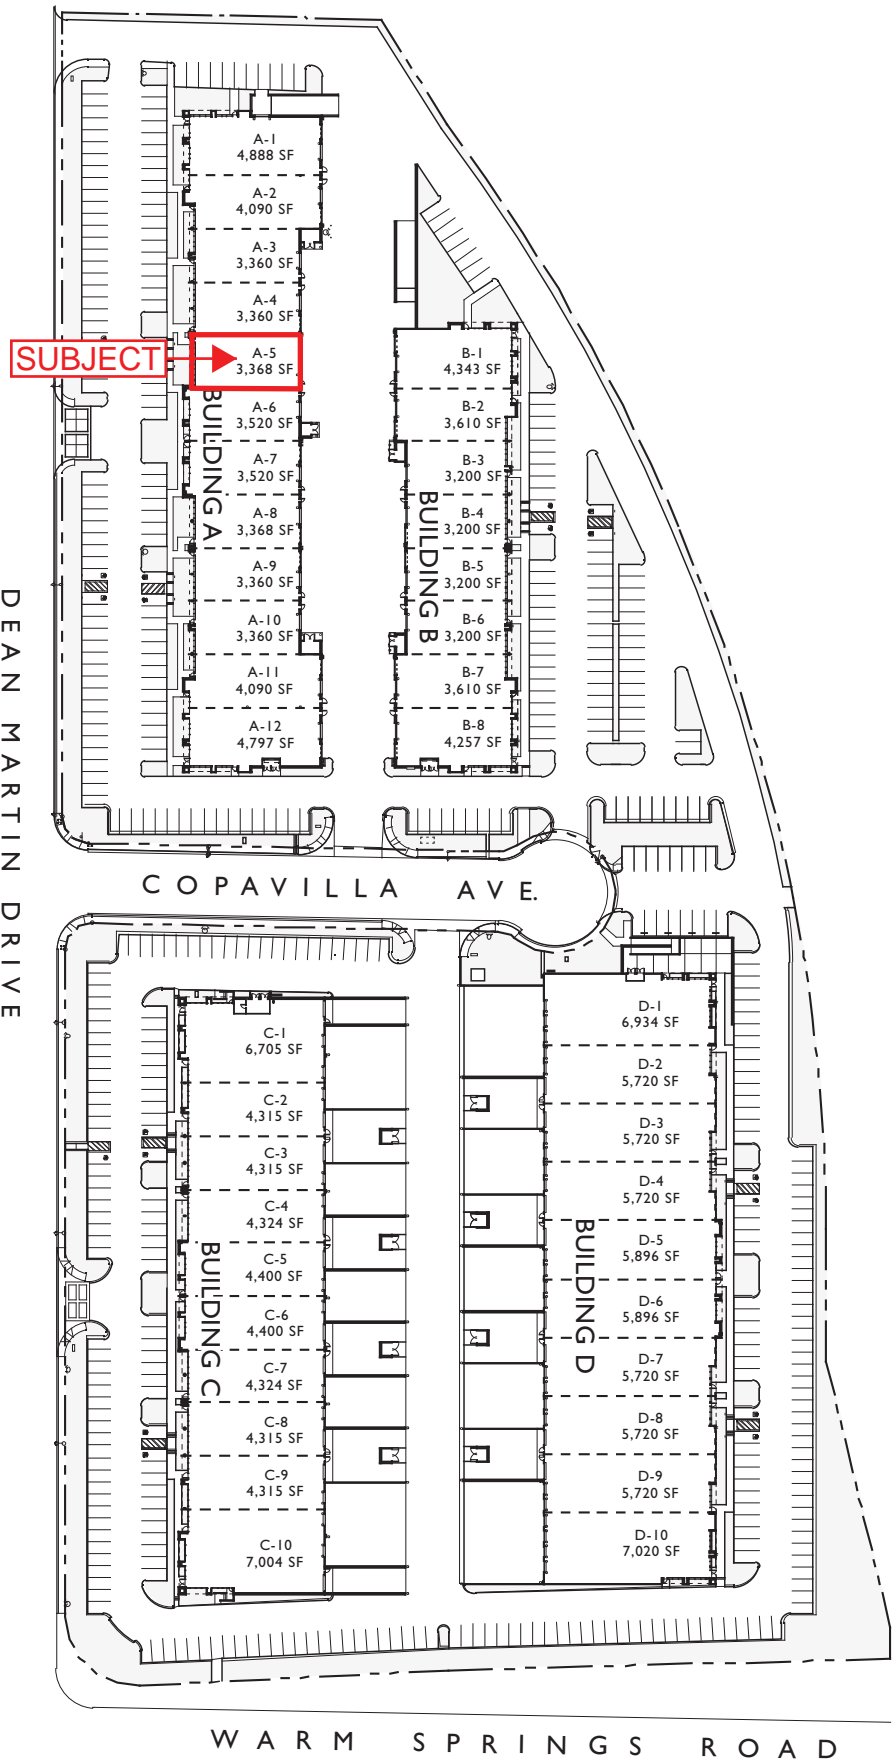 A-1
4,888 SF
A-2
4,090 SF
A-3
3,360 SF
A-4
3,360 SF
SUBJECT
A-5
3,368 SF
A-6
3,520 SF
A-7
3,520 SF
A-8
3,368 SF
A-9
3,360 SF
A-10
3,360 SF
A-11
4,090 SF
A-12
4,797 SF
BUILDING A
B-1
4,343 SF
B-2
3,610 SF
B-3
3,200 SF
B-4
3,200 SF
B-5
3,200 SF
B-6
3,200 SF
B-7
3,610 SF
B-8
4,257 SF
BUILDING B
DEAN MARTIN DRIVE
COPAVILLA AVE.
C-1
6,705 SF
C-2
4,315 SF
C-3
4,315 SF
C-4
4,324 SF
C-5
4,400 SF
C-6
4,400 SF
C-7
4,324 SF
C-8
4,315 SF
C-9
4,315 SF
C-10
7,004 SF
BUILDING C
D-1
6,934 SF
D-2
5,720 SF
D-3
5,720 SF
D-4
5,720 SF
D-5
5,896 SF
D-6
5,896 SF
D-7
5,720 SF
D-8
5,720 SF
D-9
5,720 SF
D-10
7,020 SF
BUILDING D
WARM SPRINGS ROAD